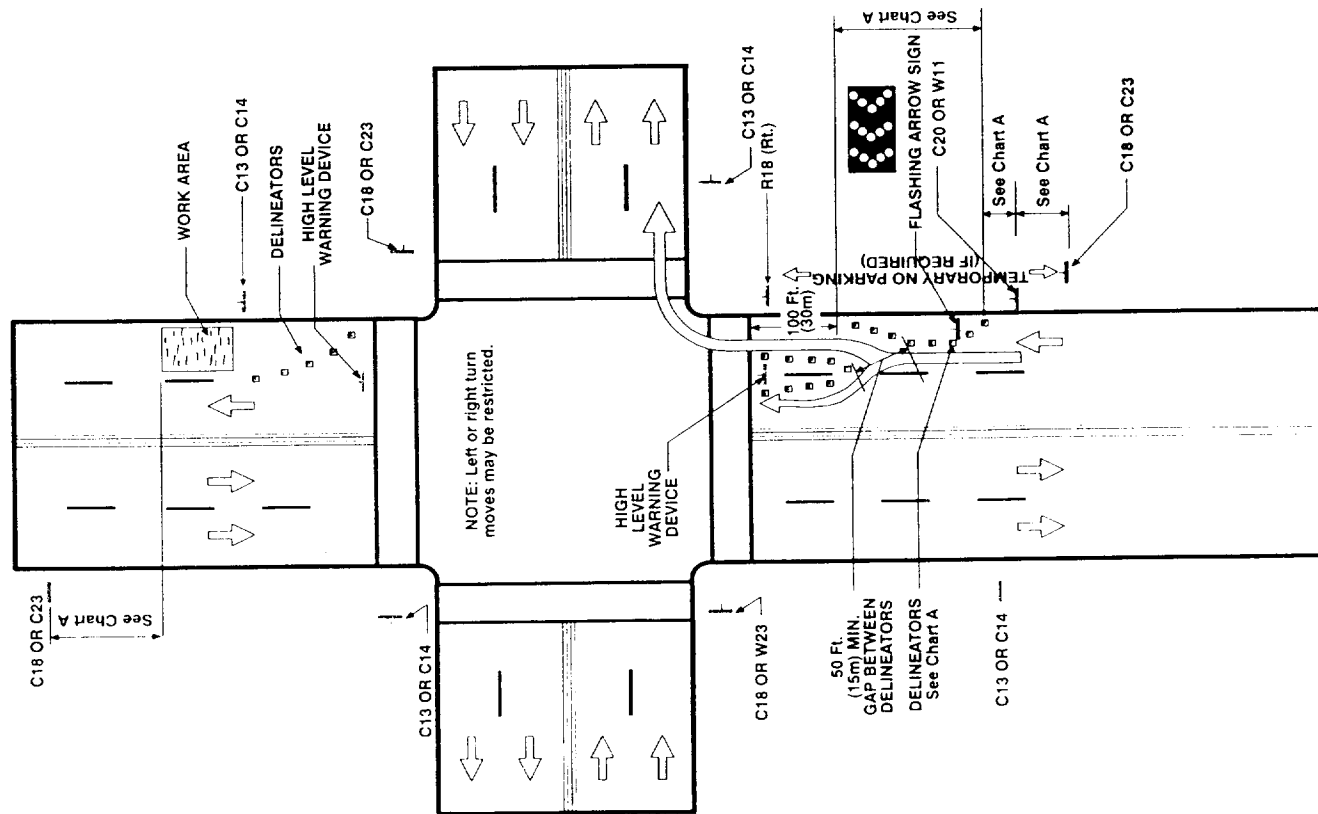 WORK AREA
C13 OR C14
DELINEATORS
HIGH LEVEL
WARNING DEVICE
C18 OR C23
C18 OR C23
See Chart A
C13 OR C14
NOTE: Left or right turn
moves may be restricted.
HIGH
LEVEL
WARNING
DEVICE
C18 OR W23
50 Ft.
(15m) MIN.
GAP BETWEEN
DELINEATORS
DELINEATORS
See Chart A
C13 OR C14
C13 OR C14
R18 (Rt.)
100 Ft.
(30m)
See Chart A
TEMPORARY NO PARKING
(IF REQUIRED)
FLASHING ARROW SIGN
C20 OR W11
See Chart A
See Chart A
C18 OR C23